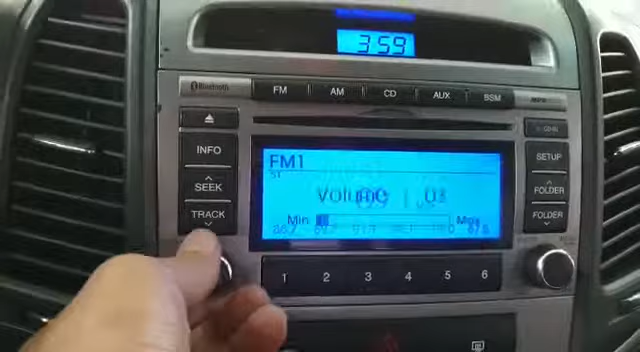 3:59
Bluetooth
FM AM CD AUX SSM
INFO
SEEK
TRACK
SETUP
FOLDER
FOLDER
FM1
ST
Volume 03
Min Max
1 2 3 4 5 6